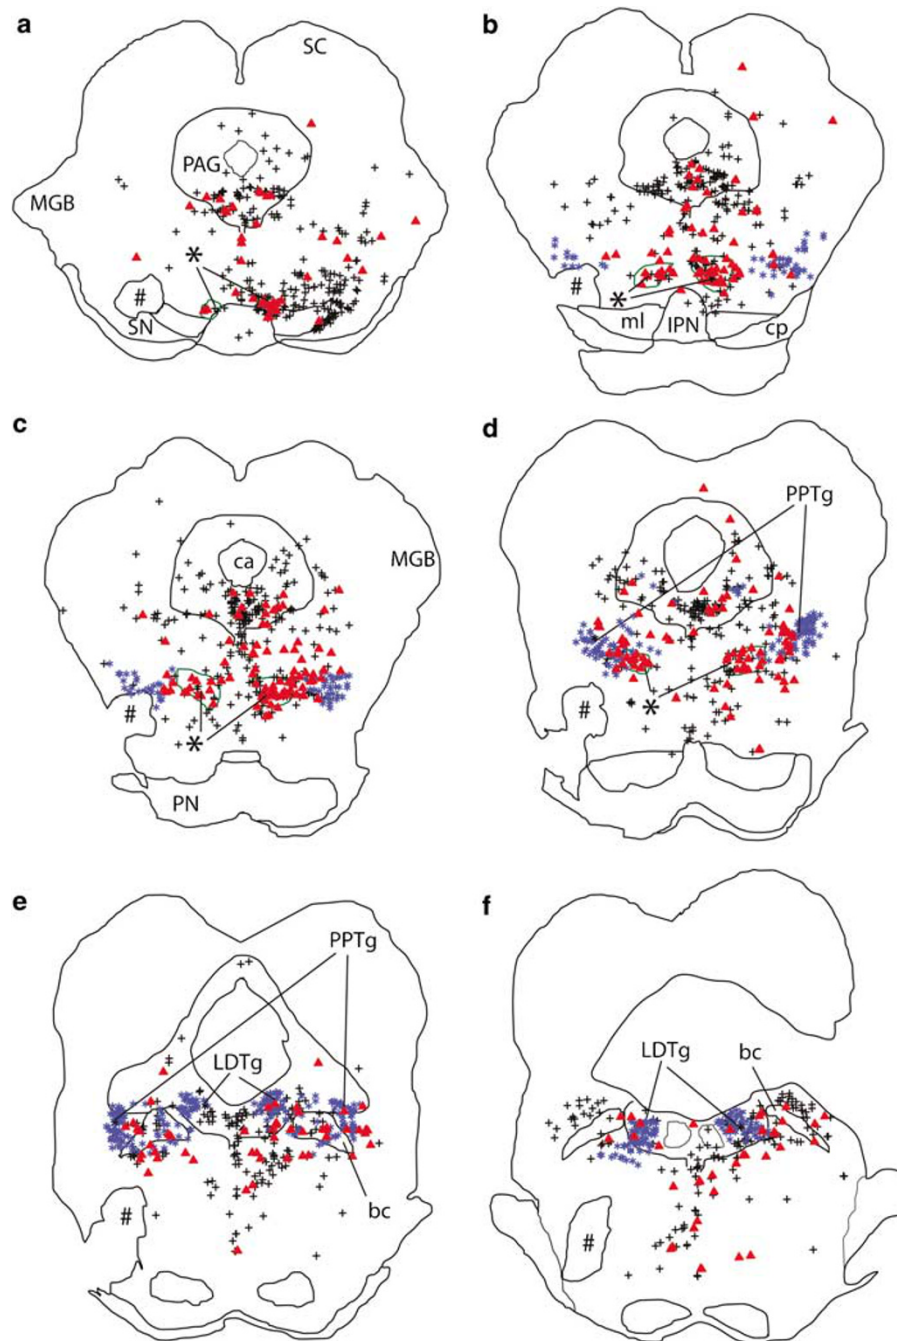 a
SC
PAG
MGB
*
#
SN
b
#
*
ml
IPN
cp
c
ca
MGB
#
*
PN
d
PPTg
#
*
e
PPTg
LDTg
#
bc
f
LDTg
bc
#